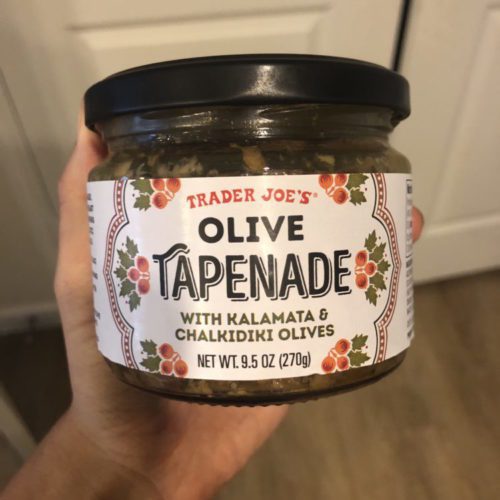 TRADER JOE'S®
OLIVE
TAPENADE
WITH KALAMATA &
CHALKIDIKI OLIVES
NET WT. 9.5 OZ (270g)